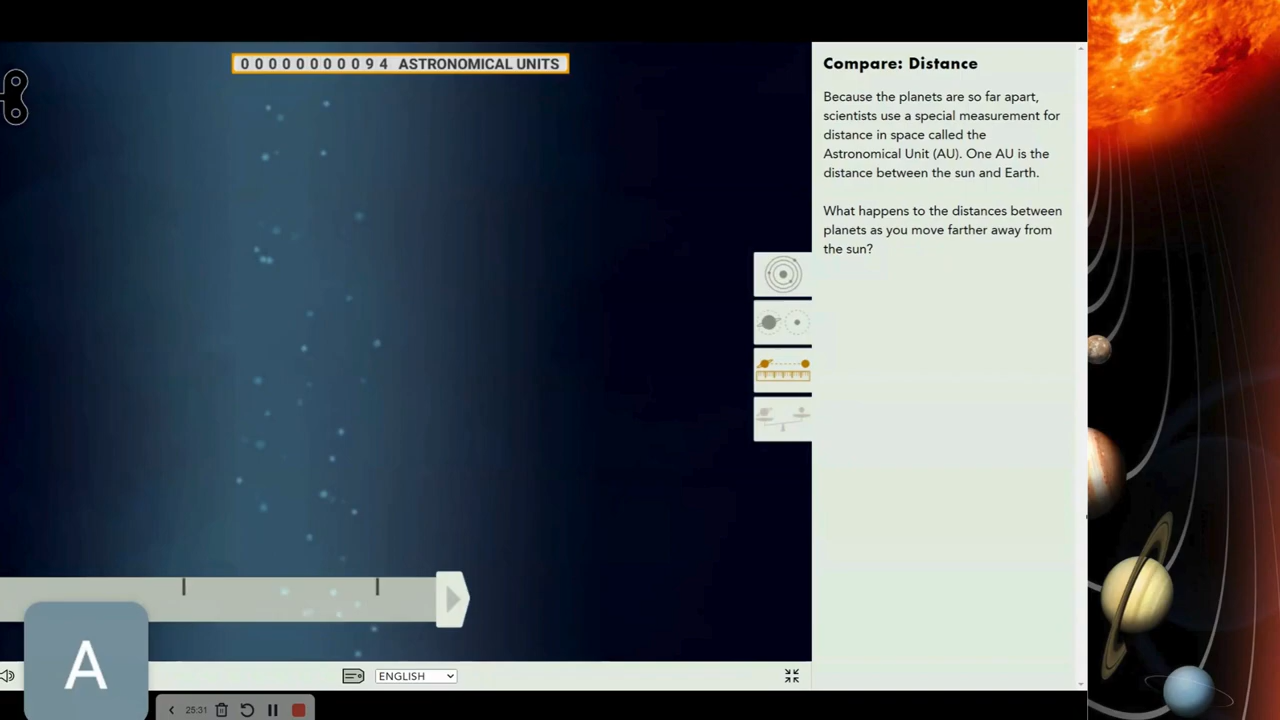 0 0 0 0 0 0 0 0 0 9 4 ASTRONOMICAL UNITS
Compare: Distance
Because the planets are so far apart,
scientists use a special measurement for
distance in space called the
Astronomical Unit (AU). One AU is the
distance between the sun and Earth.
What happens to the distances between
planets as you move farther away from
the sun?
A
ENGLISH
25:31